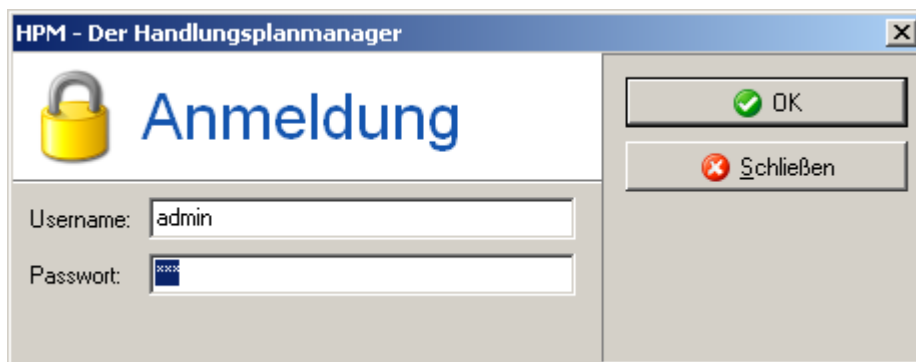 HPM - Der Handlungsplanmanager
Anmeldung
OK
Schließen
Username: admin
Passwort: ***